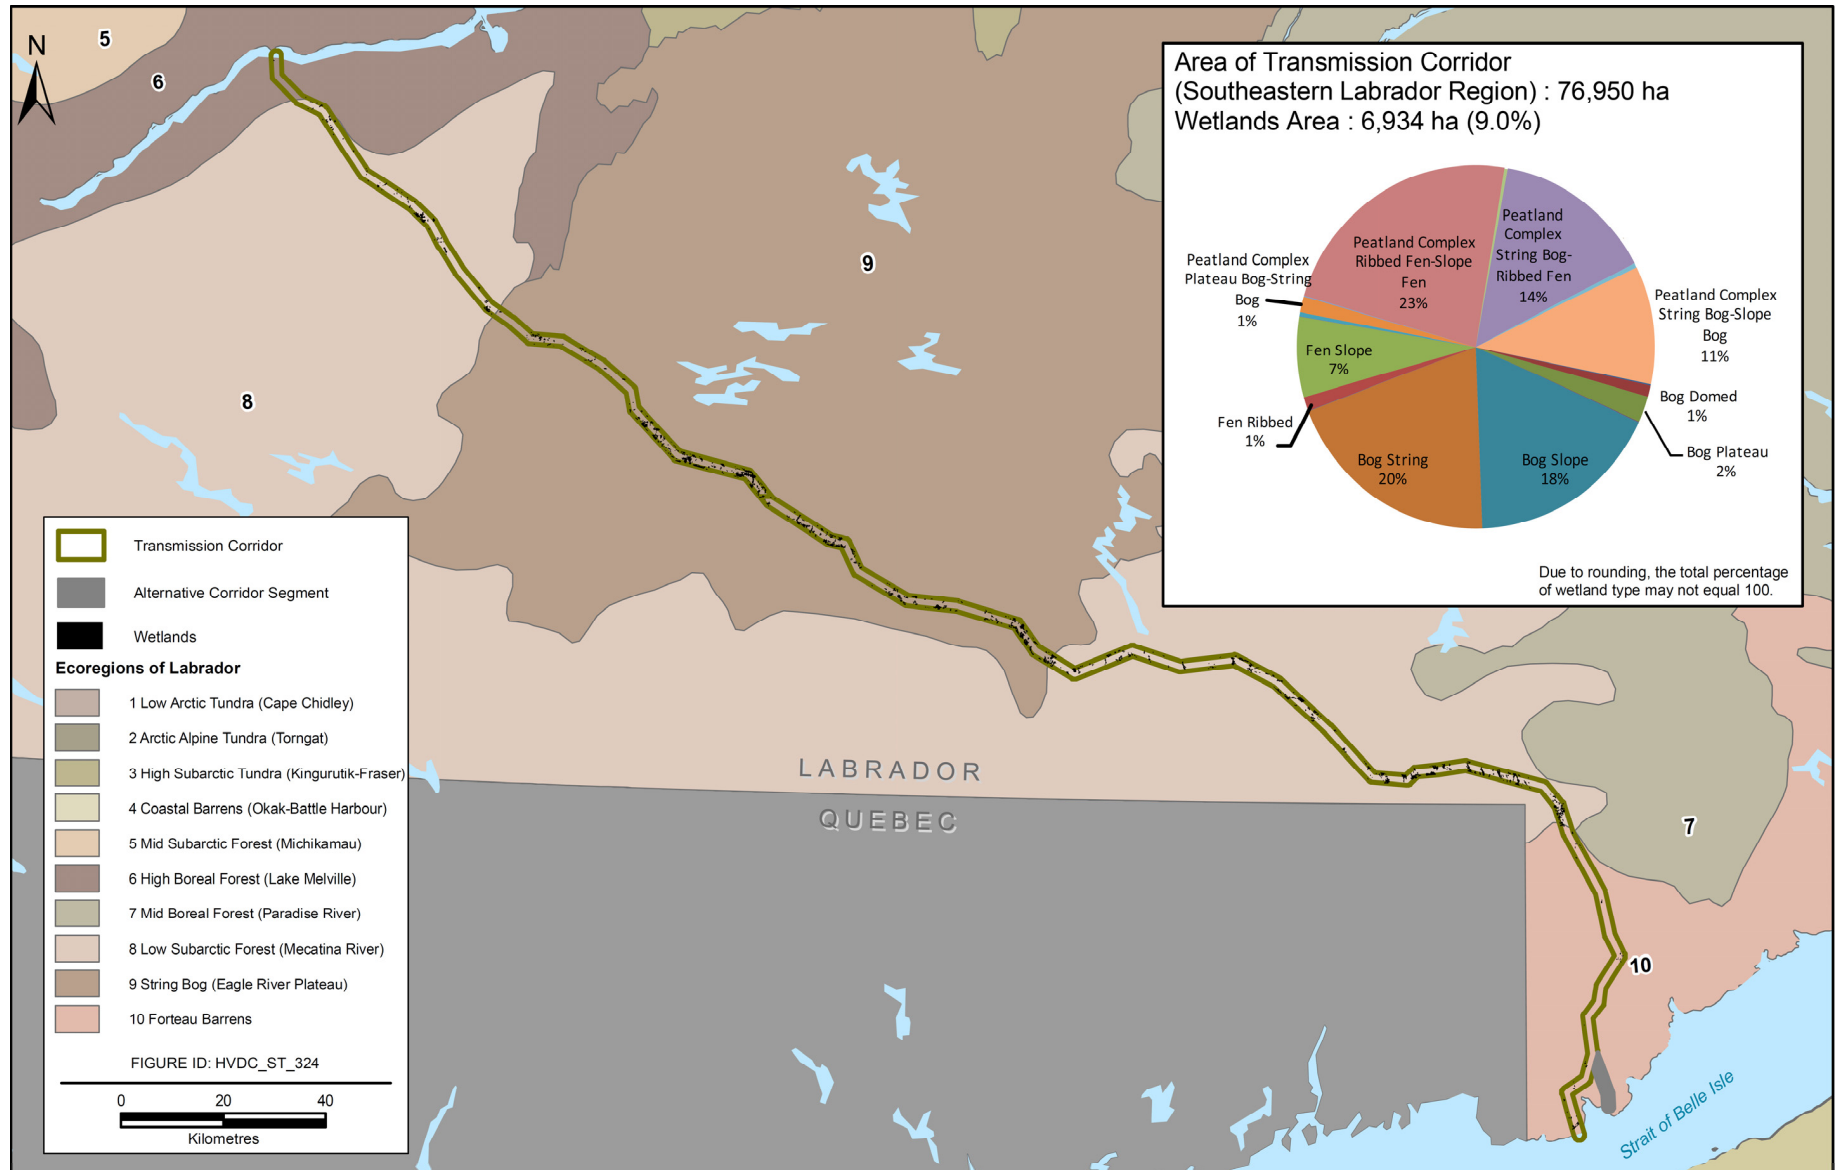 5
N
6
9
8
7
10
LABRADOR
QUEBEC
Strait of Belle Isle
Area of Transmission Corridor
(Southeastern Labrador Region) : 76,950 ha
Wetlands Area : 6,934 ha (9.0%)
Peatland
Complex
String Bog-
Ribbed Fen
14%
Peatland Complex
Ribbed Fen-Slope
Fen
23%
Peatland Complex
Plateau Bog-String
Bog
1%
Peatland Complex
String Bog-Slope
Bog
11%
Fen Slope
7%
Bog Domed
1%
Fen Ribbed
1%
Bog Plateau
2%
Bog String
20%
Bog Slope
18%
Due to rounding, the total percentage
of wetland type may not equal 100.
Transmission Corridor
Alternative Corridor Segment
Wetlands
Ecoregions of Labrador
1 Low Arctic Tundra (Cape Chidley)
2 Arctic Alpine Tundra (Torngat)
3 High Subarctic Tundra (Kingurutik-Fraser)
4 Coastal Barrens (Okak-Battle Harbour)
5 Mid Subarctic Forest (Michikamau)
6 High Boreal Forest (Lake Melville)
7 Mid Boreal Forest (Paradise River)
8 Low Subarctic Forest (Mecatina River)
9 String Bog (Eagle River Plateau)
10 Forteau Barrens
FIGURE ID: HVDC_ST_324
0 20 40
Kilometres